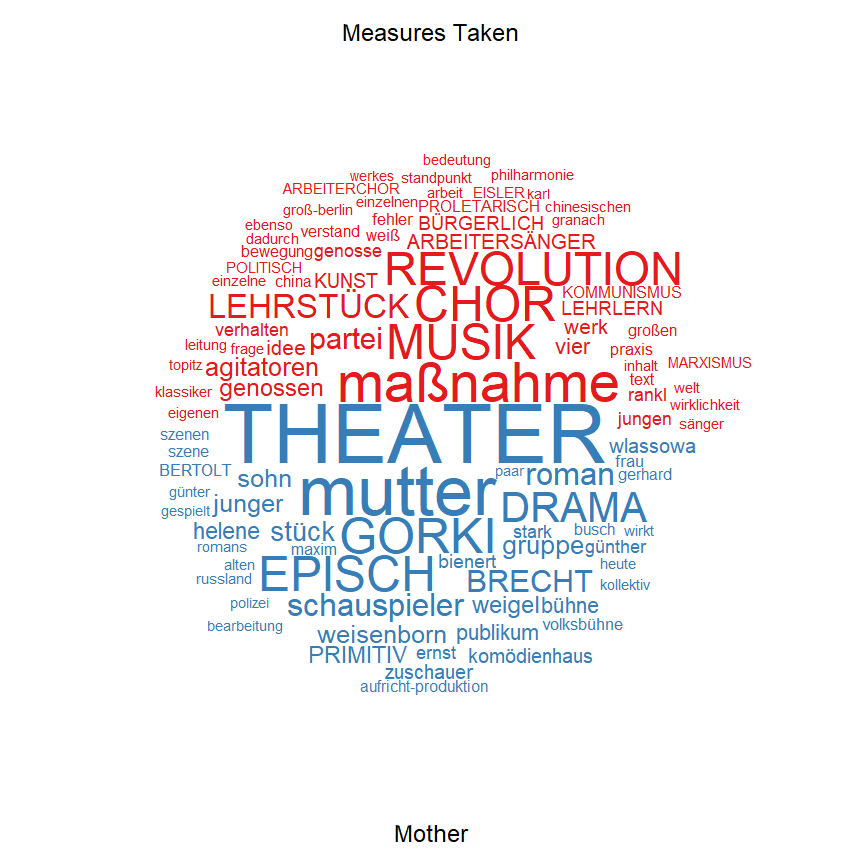 Measures Taken
bedeutung
werkes standpunkt philharmonie
ARBEITERCHOR arbeit EISLER karl
groß-berlin einzelnen PROLETARISCH chinesischen
ebenso verstand fehler BÜRGERLICH granach
dadurch weiß ARBEITERSÄNGER
bewegung genosse REVOLUTION
POLITISCH
einzelne china KUNST KOMMUNISMUS
LEHRSTÜCK CHOR LEHRLERN
verhalten partei MUSIK werk großen
leitung frage idee vier praxis
topitz agitatoren inhalt MARXISMUS
klassiker genossen maßnahme text rankl welt
eigenen jungen wirklichkeit
sänger
szenen THEATER wlassowa
szene frau
BERTOLT sohn paar roman gerhard
günter junger mutter DRAMA
gespielt
helene stück GORKI stark busch wirkt
romans maxim gruppe günther
alten EPISCH bienert heute
russland BRECHT kollektiv
polizei schauspieler weigel bühne
bearbeitung weisenborn publikum volksbühne
PRIMITIV ernst komödienhaus
zuschauer
aufricht-produktion
Mother